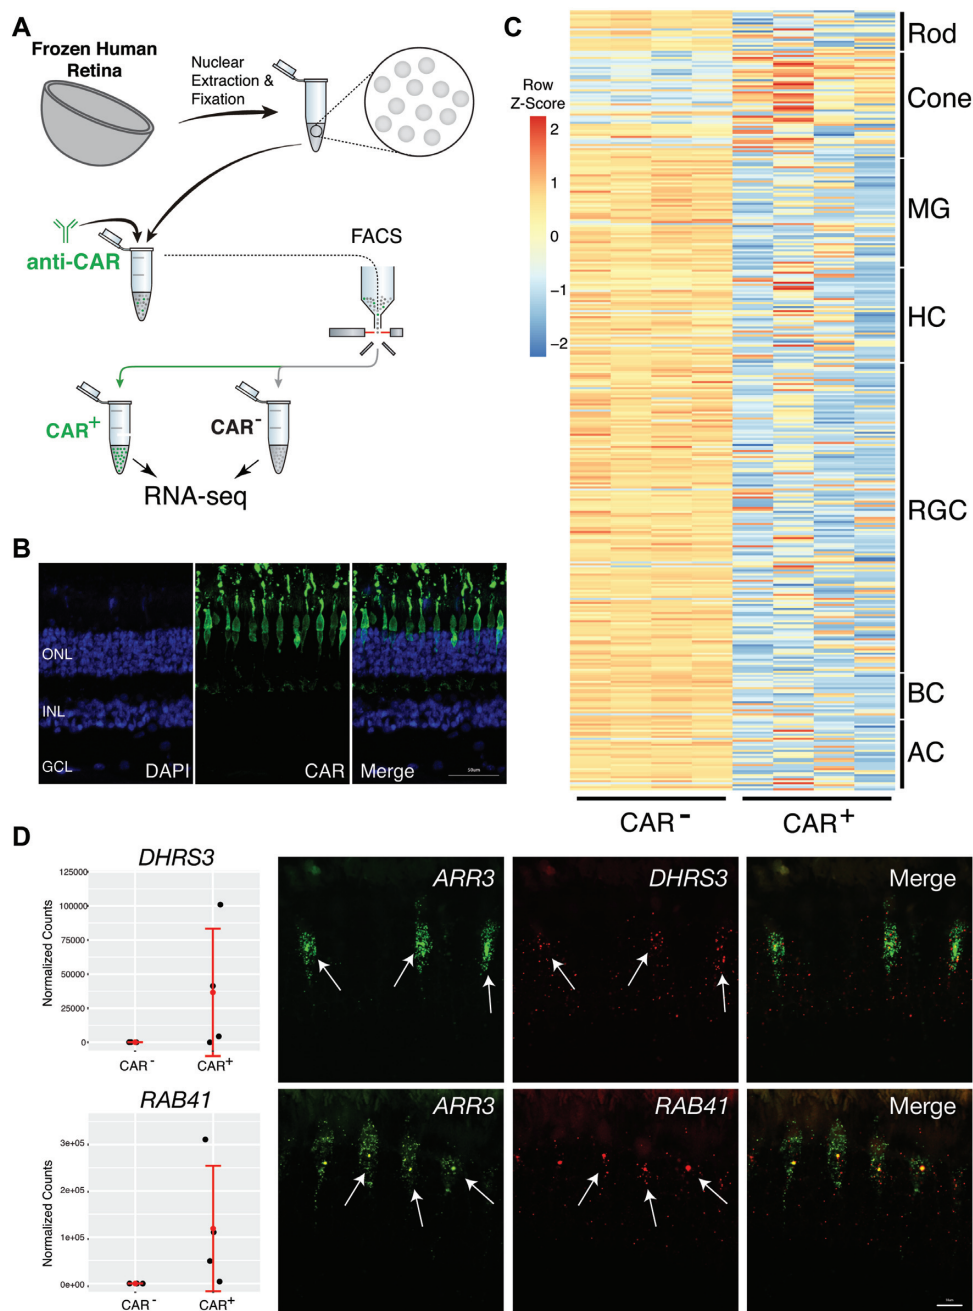 A
Frozen Human
Retina
Nuclear
Extraction &
Fixation
anti-CAR
FACS
CAR+
CAR-
RNA-seq
B
ONL
INL
GCL
DAPI
CAR
Merge
50um
C
Row
Z-Score
2
1
0
−1
−2
Rod
Cone
MG
HC
RGC
BC
AC
CAR-
CAR+
D
DHRS3
Normalized Counts
125000
100000
75000
50000
25000
0
CAR-
CAR+
ARR3
DHRS3
Merge
RAB41
Normalized Counts
3e+05
2e+05
1e+05
0e+00
CAR-
CAR+
ARR3
RAB41
Merge